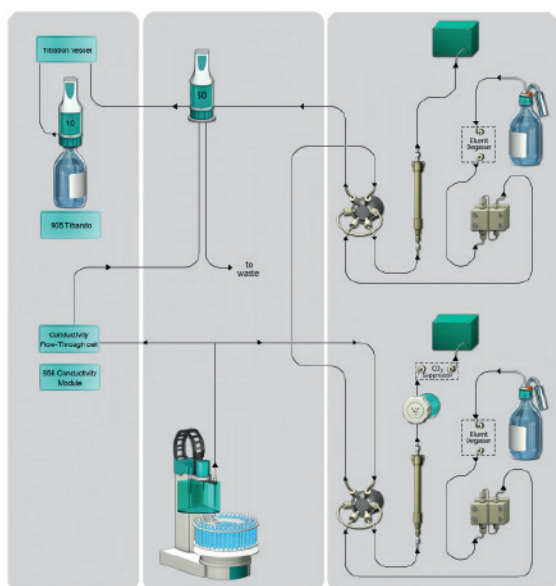 Titration vessel
10
905 Titrando
50
to
waste
Conductivity
Flow-Through cell
856 Conductivity
Module
Eluent
Degasser
CO2
Suppressor
Eluent
Degasser